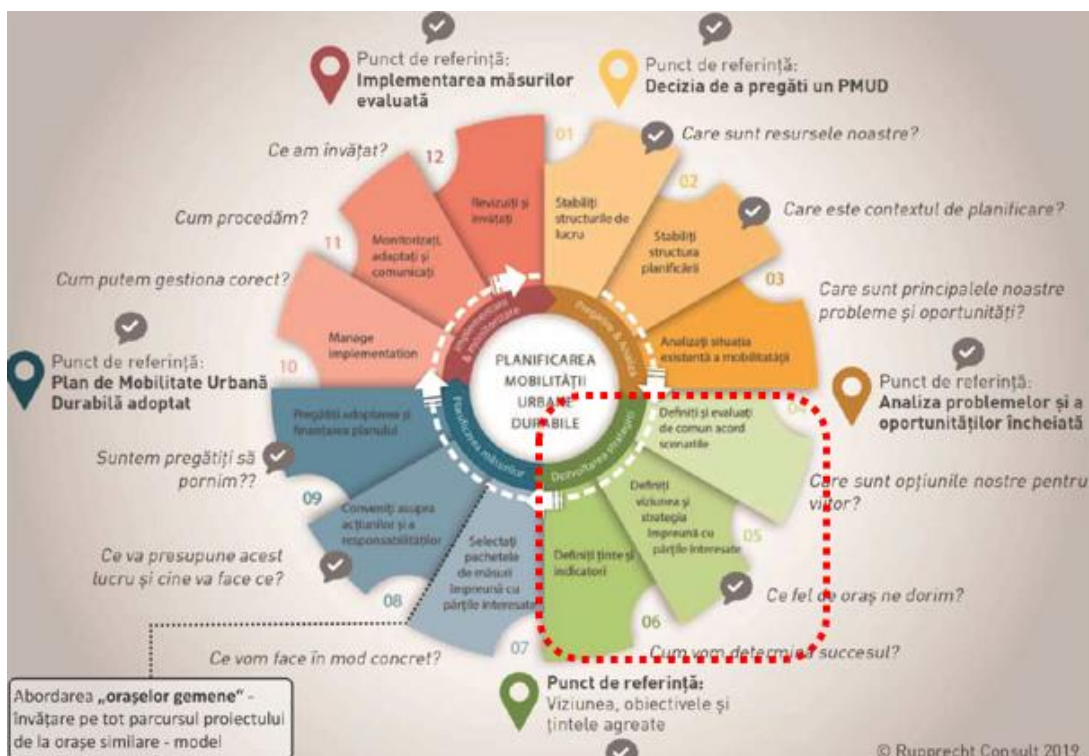 Punct de referință:
Implementarea măsurilor
evaluată
Punct de referință:
Decizia de a pregăti un PMUD
Care sunt resursele noastre?
Care este contextul de planificare?
Care sunt principalele noastre
probleme și oportunități?
Punct de referință:
Analiza problemelor și a
oportunităților încheiată
Care sunt opțiunile nostre pentru
viitor?
Ce fel de oraș ne dorim?
Cum vom determina succesul?
Punct de referință:
Viziunea, obiectivele și
țintele agreate
Ce vom face în mod concret?
Ce va presupune acest
lucru și cine va face ce?
Suntem pregătiți să
pornim??
Punct de referință:
Plan de Mobilitate Urbană
Durabilă adoptat
Cum putem gestiona corect?
Cum procedăm?
Ce am învățat?
01
Stabiliți
structurile de
lucru
02
Stabiliți
structura
planificării
03
Analizați situația
existentă a mobilității
04
Definiți și evaluați
de comun acord
scenariile
05
Definiți
viziunea și
strategia
împreună cu
părțile interesate
06
Definiți ținte și
indicatori
07
Selectați
pachetele
de măsuri
împreună cu
părțile interesate
08
Conveniți asupra
acțiunilor și a
responsabilităților
09
Pregătiți adoptarea și
finanțarea planului
10
Manage
implementation
11
Monitorizați,
adaptați și
comunicați
12
Revizuiți și
învățați
Pregătire & Analiză
Dezvoltarea strategiei
Planificarea măsurilor
Implementare
& monitorizare
PLANIFICAREA
MOBILITĂȚII
URBANE
DURABILE
Abordarea „orașelor gemene“ -
învățare pe tot parcursul proiectului
de la orașe similare - model
© Rupprecht Consult 2019